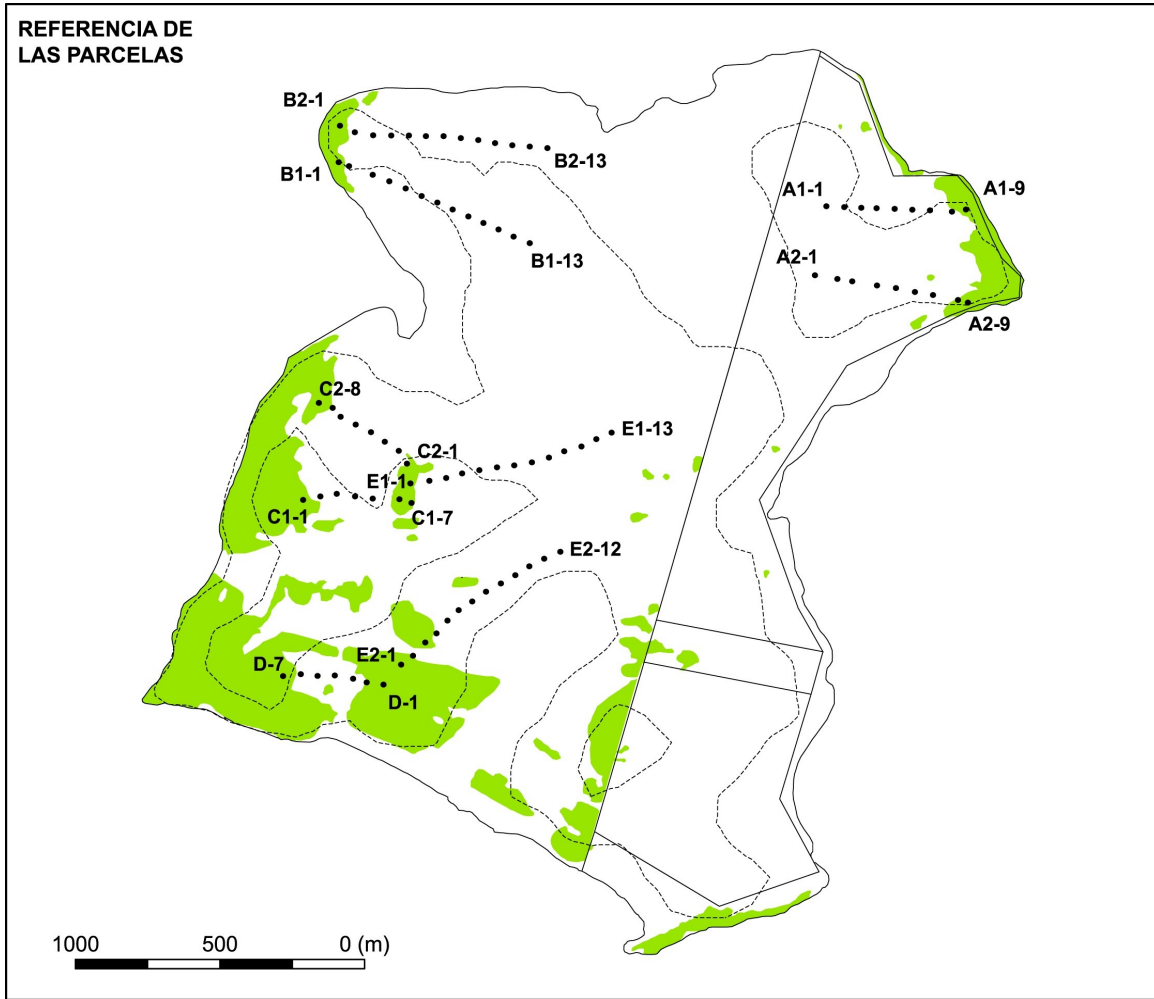 REFERENCIA DE
LAS PARCELAS
B2-1
B2-13
B1-1
B1-13
A1-1
A1-9
A2-1
A2-9
C2-8
E1-13
C2-1
E1-1
C1-1
C1-7
E2-12
E2-1
D-7
D-1
1000 500 0 (m)